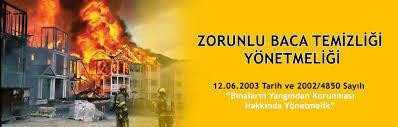 ZORUNLU BACA TEMİZLİĞİ
YÖNETMELİĞİ
12.06.2003 Tarih ve 2002/4850 Sayılı
“Binaların Yangından Korunması
Hakkında Yönetmelik”